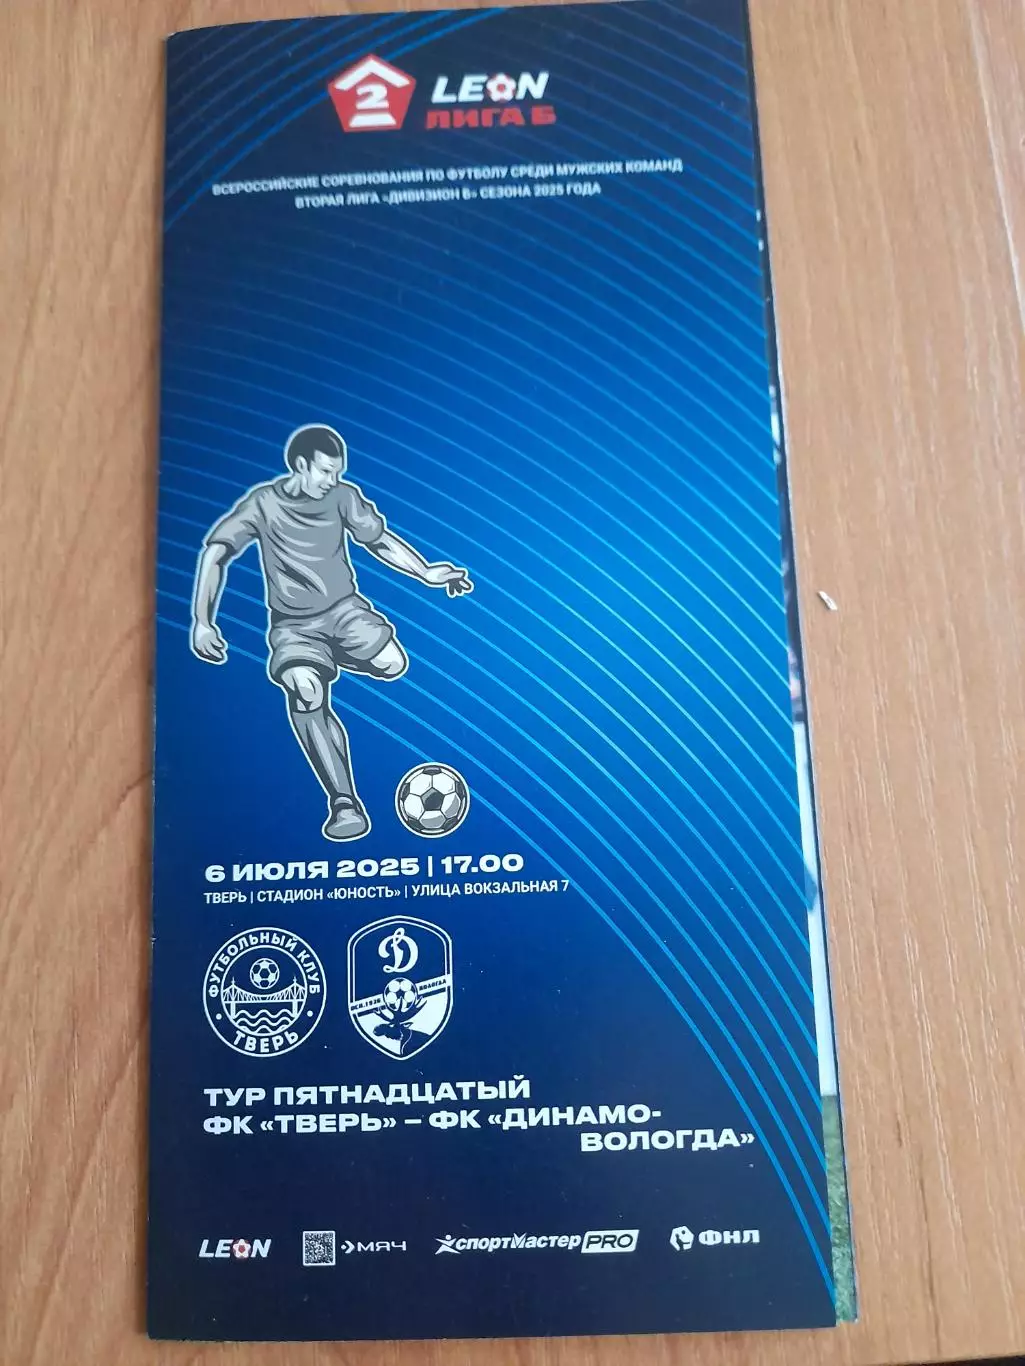 2
LEON
ЛИГА Б
ВСЕРОССИЙСКИЕ СОРЕВНОВАНИЯ ПО ФУТБОЛУ СРЕДИ МУЖСКИХ КОМАНД
ВТОРАЯ ЛИГА «ДИВИЗИОН Б» СЕЗОНА 2025 ГОДА
6 ИЮЛЯ 2025 | 17.00
ТВЕРЬ | СТАДИОН «ЮНОСТЬ» | УЛИЦА ВОКЗАЛЬНАЯ 7
ФУТБОЛЬНЫЙ КЛУБ
• ТВЕРЬ •
Д
ОСН. 1926 ВОЛОГДА
ТУР ПЯТНАДЦАТЫЙ
ФК «ТВЕРЬ» – ФК «ДИНАМО-
ВОЛОГДА»
LEON МЯЧ СПОРТМАСТЕР PRO ФНЛ